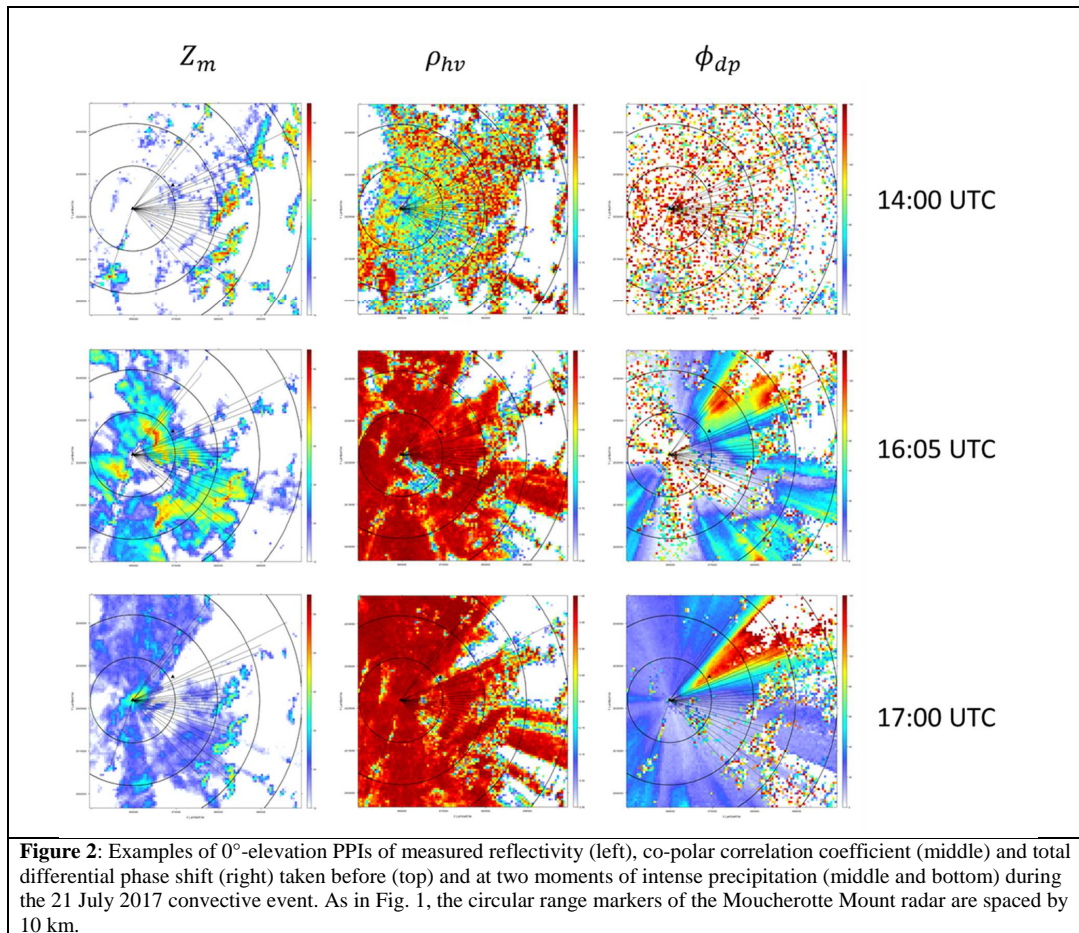 Z_m ρ_hv ϕ_dp
14:00 UTC
16:05 UTC
17:00 UTC
Figure 2: Examples of 0°-elevation PPIs of measured reflectivity (left), co-polar correlation coefficient (middle) and total
differential phase shift (right) taken before (top) and at two moments of intense precipitation (middle and bottom) during
the 21 July 2017 convective event. As in Fig. 1, the circular range markers of the Moucherotte Mount radar are spaced by
10 km.